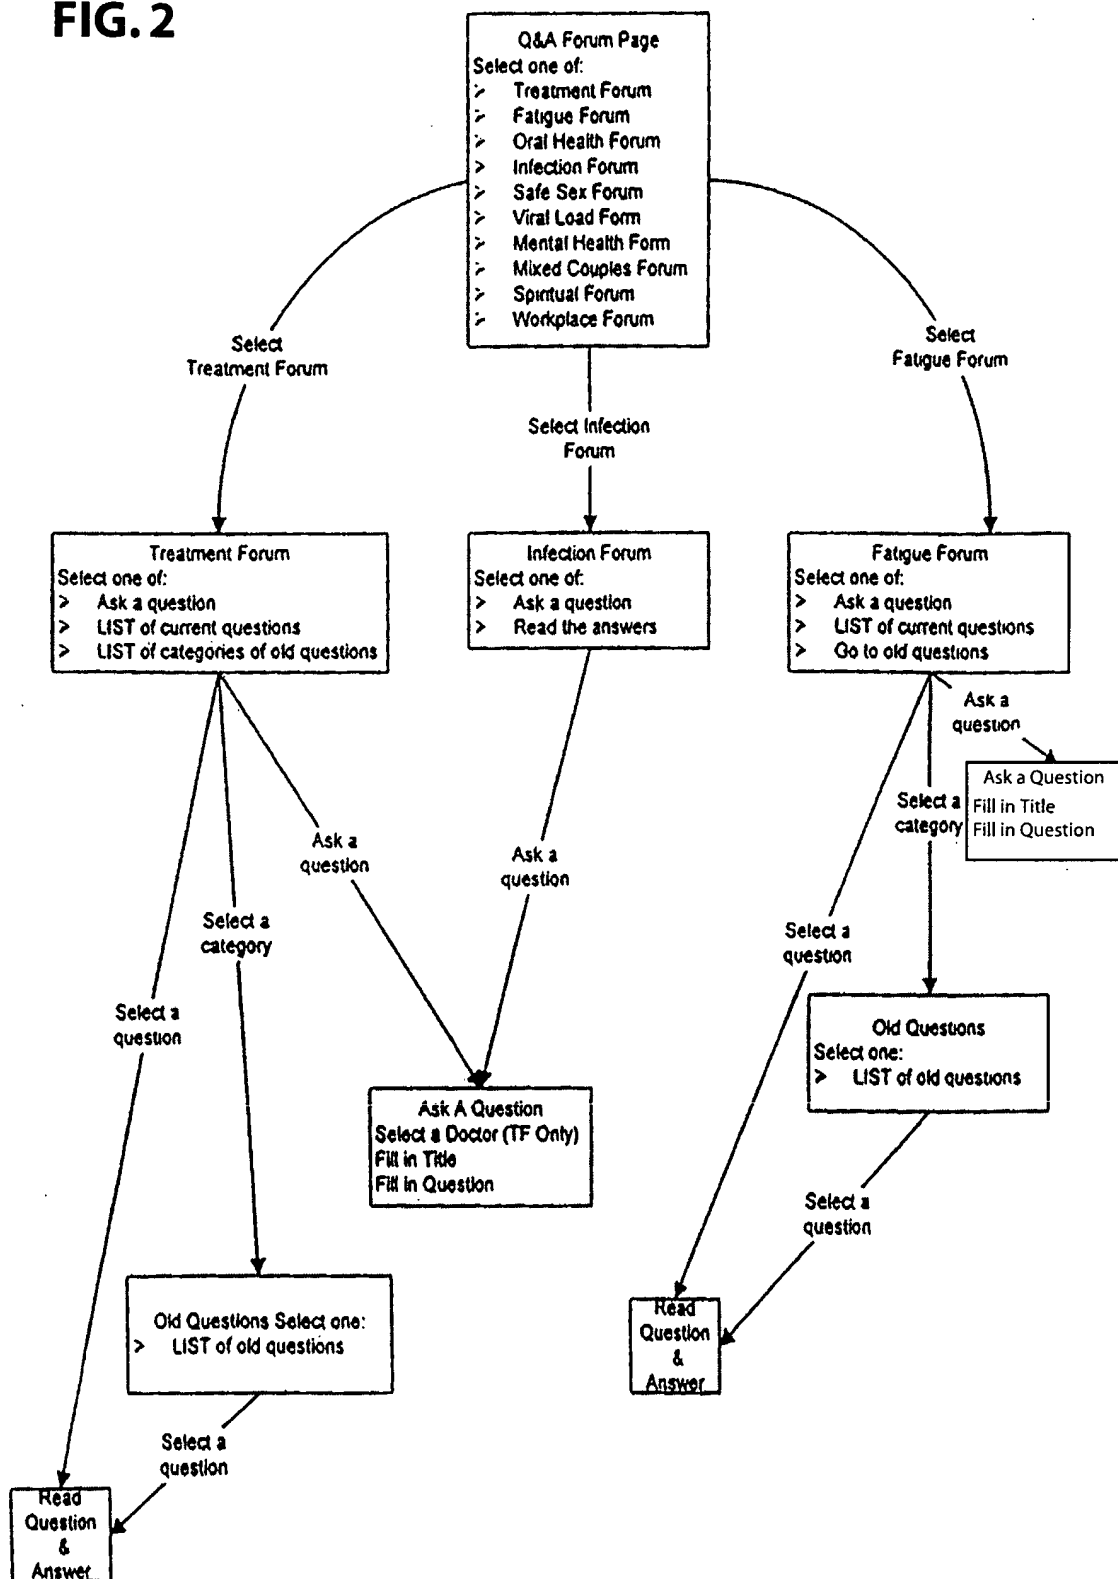 FIG. 2
Q&A Forum Page
Select one of:
> Treatment Forum
> Fatigue Forum
> Oral Health Forum
> Infection Forum
> Safe Sex Forum
> Viral Load Form
> Mental Health Form
> Mixed Couples Forum
> Spiritual Forum
> Workplace Forum
Select
Treatment Forum
Select Infection
Forum
Select
Fatigue Forum
Treatment Forum
Select one of:
> Ask a question
> LIST of current questions
> LIST of categories of old questions
Infection Forum
Select one of:
> Ask a question
> Read the answers
Fatigue Forum
Select one of:
> Ask a question
> LIST of current questions
> Go to old questions
Ask a
question
Ask a Question
Fill in Title
Fill in Question
Select a
category
Ask a
question
Ask a
question
Select a
category
Select a
question
Select a
question
Old Questions
Select one:
> LIST of old questions
Ask A Question
Select a Doctor (TF Only)
Fill in Title
Fill in Question
Select a
question
Old Questions Select one:
> LIST of old questions
Read
Question
&
Answer
Select a
question
Read
Question
&
Answer